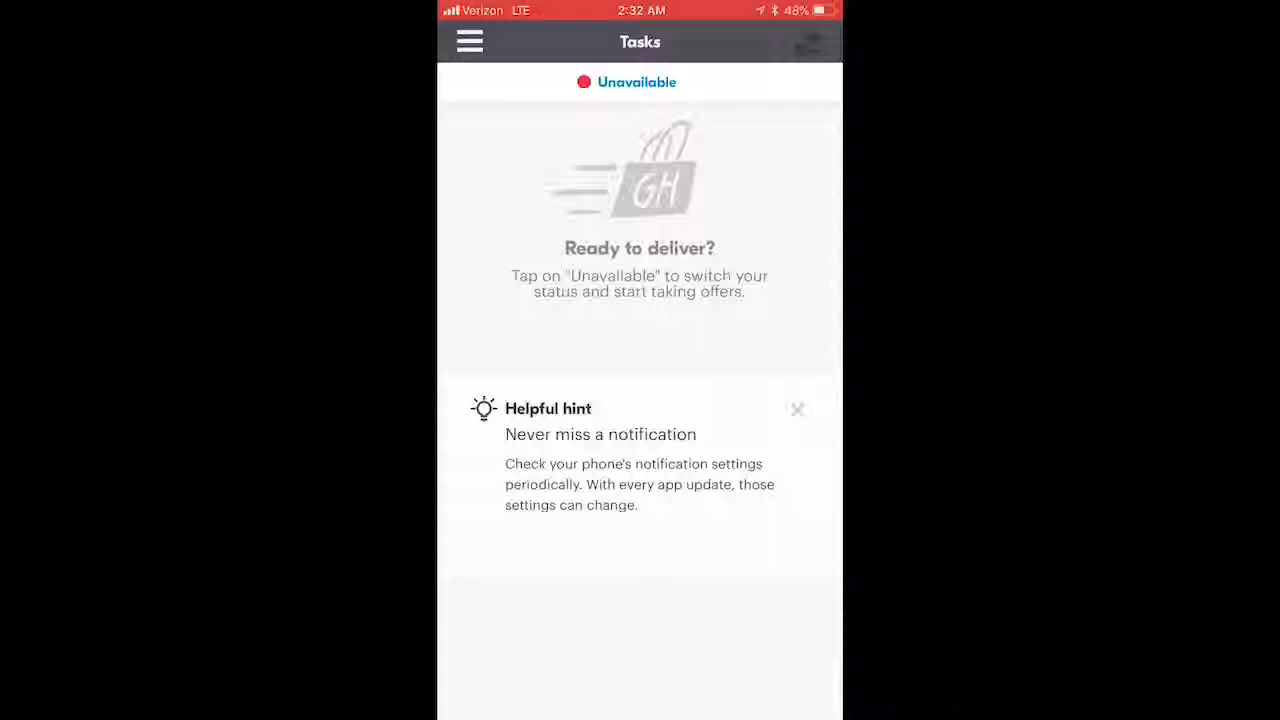 Verizon LTE 2:32 AM 48%
Tasks
Unavailable
GH
Ready to deliver?
Tap on "Unavailable" to switch your
status and start taking offers.
Helpful hint
Never miss a notification
Check your phone's notification settings
periodically. With every app update, those
settings can change.